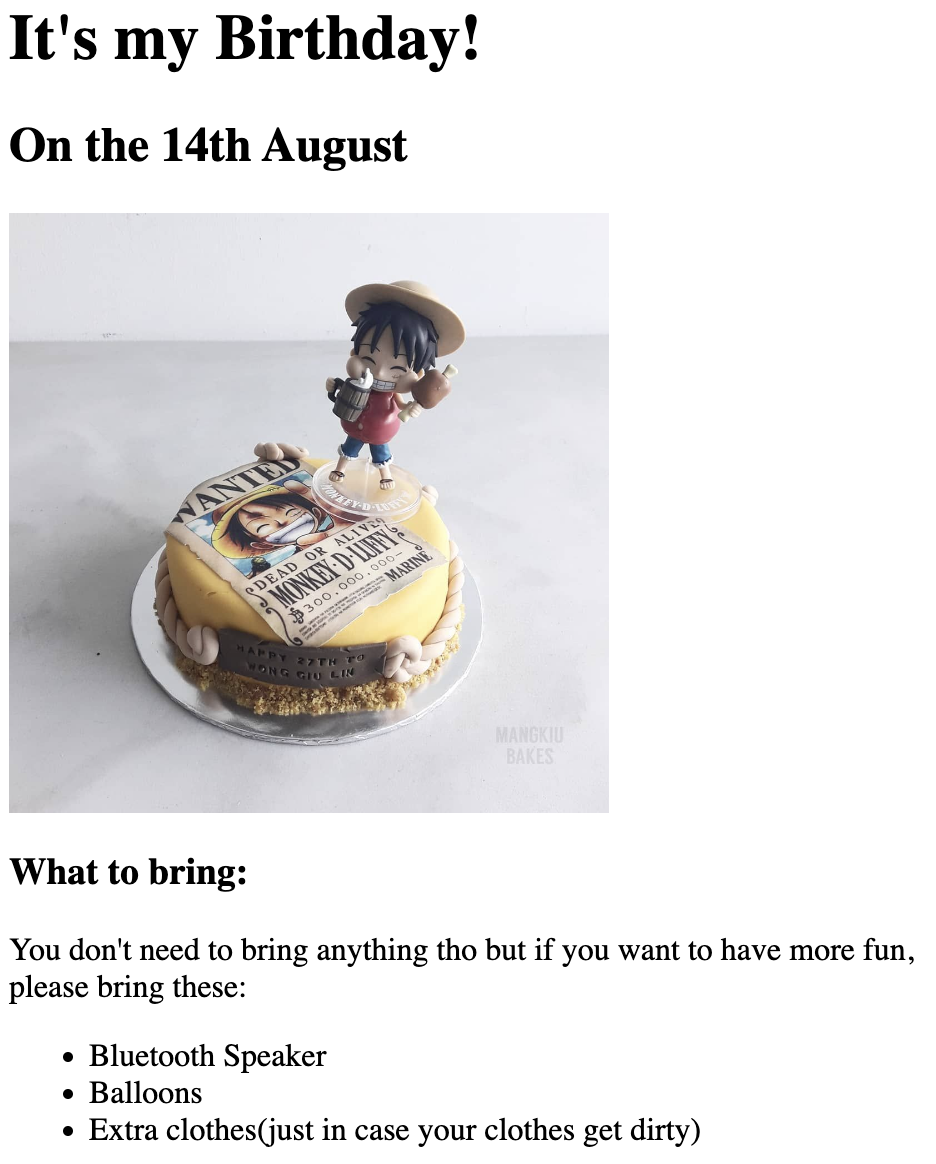 It's my Birthday!
On the 14th August
WANTED
DEAD OR ALIVE
MONKEY·D·LUFFY
300.000.000-
MARINE
MONKEY·D·LUFFY
HAPPY 27TH TO
WONG GIU LIN
MANGKIU
BAKES
What to bring:
You don't need to bring anything tho but if you want to have more fun,
please bring these:
• Bluetooth Speaker
• Balloons
• Extra clothes(just in case your clothes get dirty)